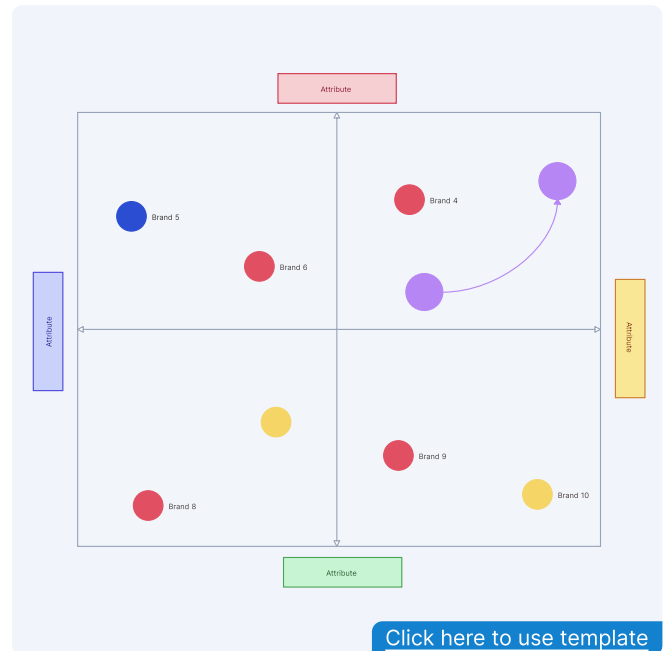 Attribute
Brand 4
Brand 5
Brand 6
Attribute
Attribute
Brand 9
Brand 10
Brand 8
Attribute
Click here to use template